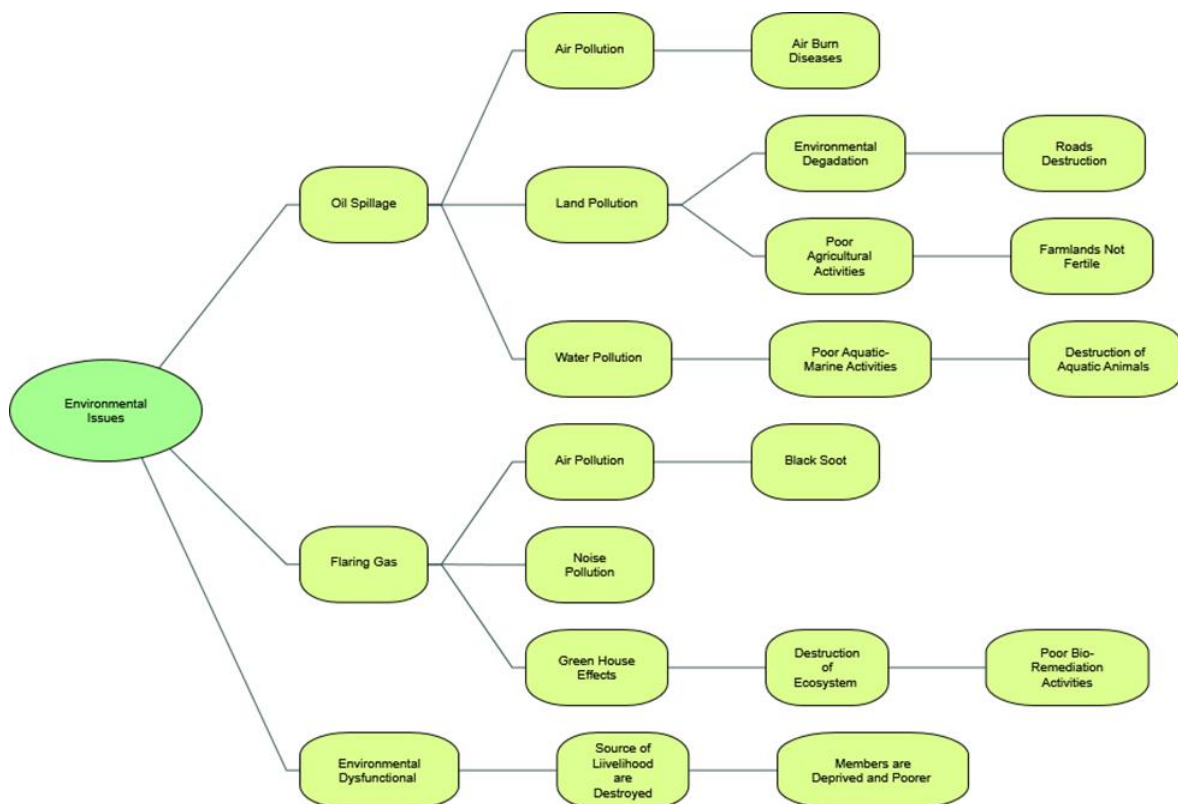 Air Pollution
Air Burn
Diseases
Environmental
Degadation
Roads
Destruction
Oil Spillage
Land Pollution
Poor
Agricultural
Activities
Farmlands Not
Fertile
Water Pollution
Poor Aquatic-
Marine Activities
Destruction of
Aquatic Animals
Environmental
Issues
Air Pollution
Black Soot
Flaring Gas
Noise
Pollution
Green House
Effects
Destruction
of
Ecosystem
Poor Bio-
Remediation
Activities
Environmental
Dysfunctional
Source of
Liivelihood
are
Destroyed
Members are
Deprived and Poorer